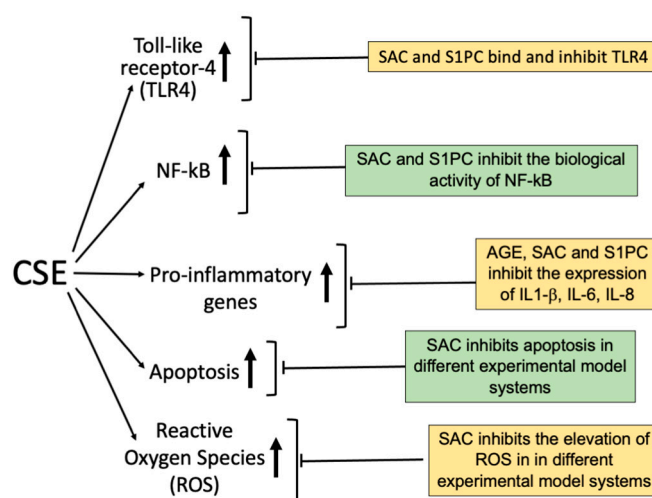 Toll-like
receptor-4
(TLR4)
SAC and S1PC bind and inhibit TLR4
NF-kB
SAC and S1PC inhibit the biological
activity of NF-kB
CSE
Pro-inflammatory
genes
AGE, SAC and S1PC
inhibit the expression
of IL1-β, IL-6, IL-8
Apoptosis
SAC inhibits apoptosis in
different experimental model
systems
Reactive
Oxygen Species
(ROS)
SAC inhibits the elevation of
ROS in in different
experimental model systems